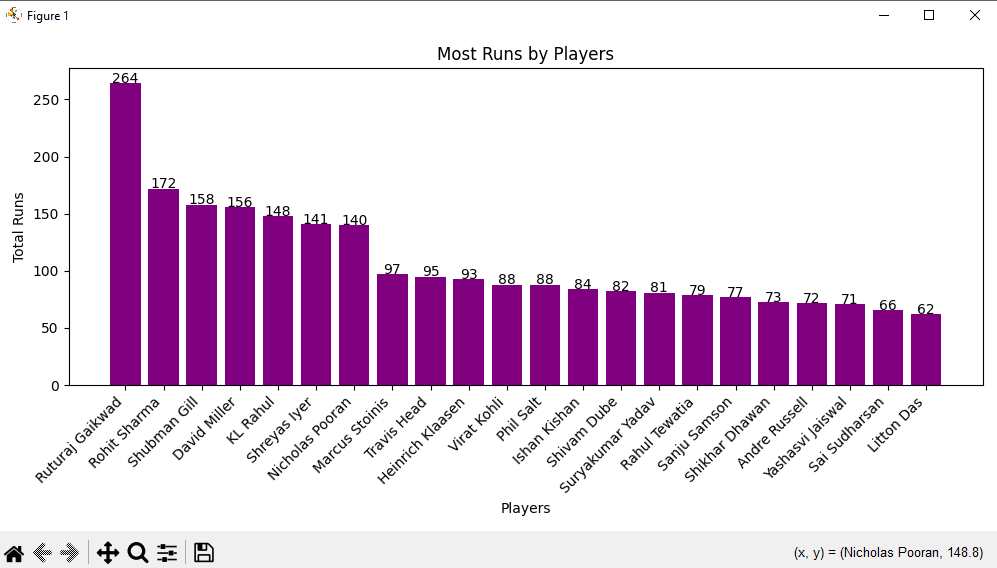 Figure 1
Most Runs by Players
Total Runs
250
200
150
100
50
0
264
172
158
156
148
141
140
97
95
93
88
88
84
82
81
79
77
73
72
71
66
62
Ruturaj Gaikwad
Rohit Sharma
Shubman Gill
David Miller
KL Rahul
Shreyas Iyer
Nicholas Pooran
Marcus Stoinis
Travis Head
Heinrich Klaasen
Virat Kohli
Phil Salt
Ishan Kishan
Shivam Dube
Suryakumar Yadav
Rahul Tewatia
Sanju Samson
Shikhar Dhawan
Andre Russell
Yashasvi Jaiswal
Sai Sudharsan
Litton Das
Players
(x, y) = (Nicholas Pooran, 148.8)